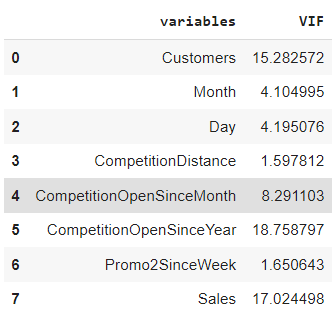 variables VIF
0 Customers 15.282572
1 Month 4.104995
2 Day 4.195076
3 CompetitionDistance 1.597812
4 CompetitionOpenSinceMonth 8.291103
5 CompetitionOpenSinceYear 18.758797
6 Promo2SinceWeek 1.650643
7 Sales 17.024498